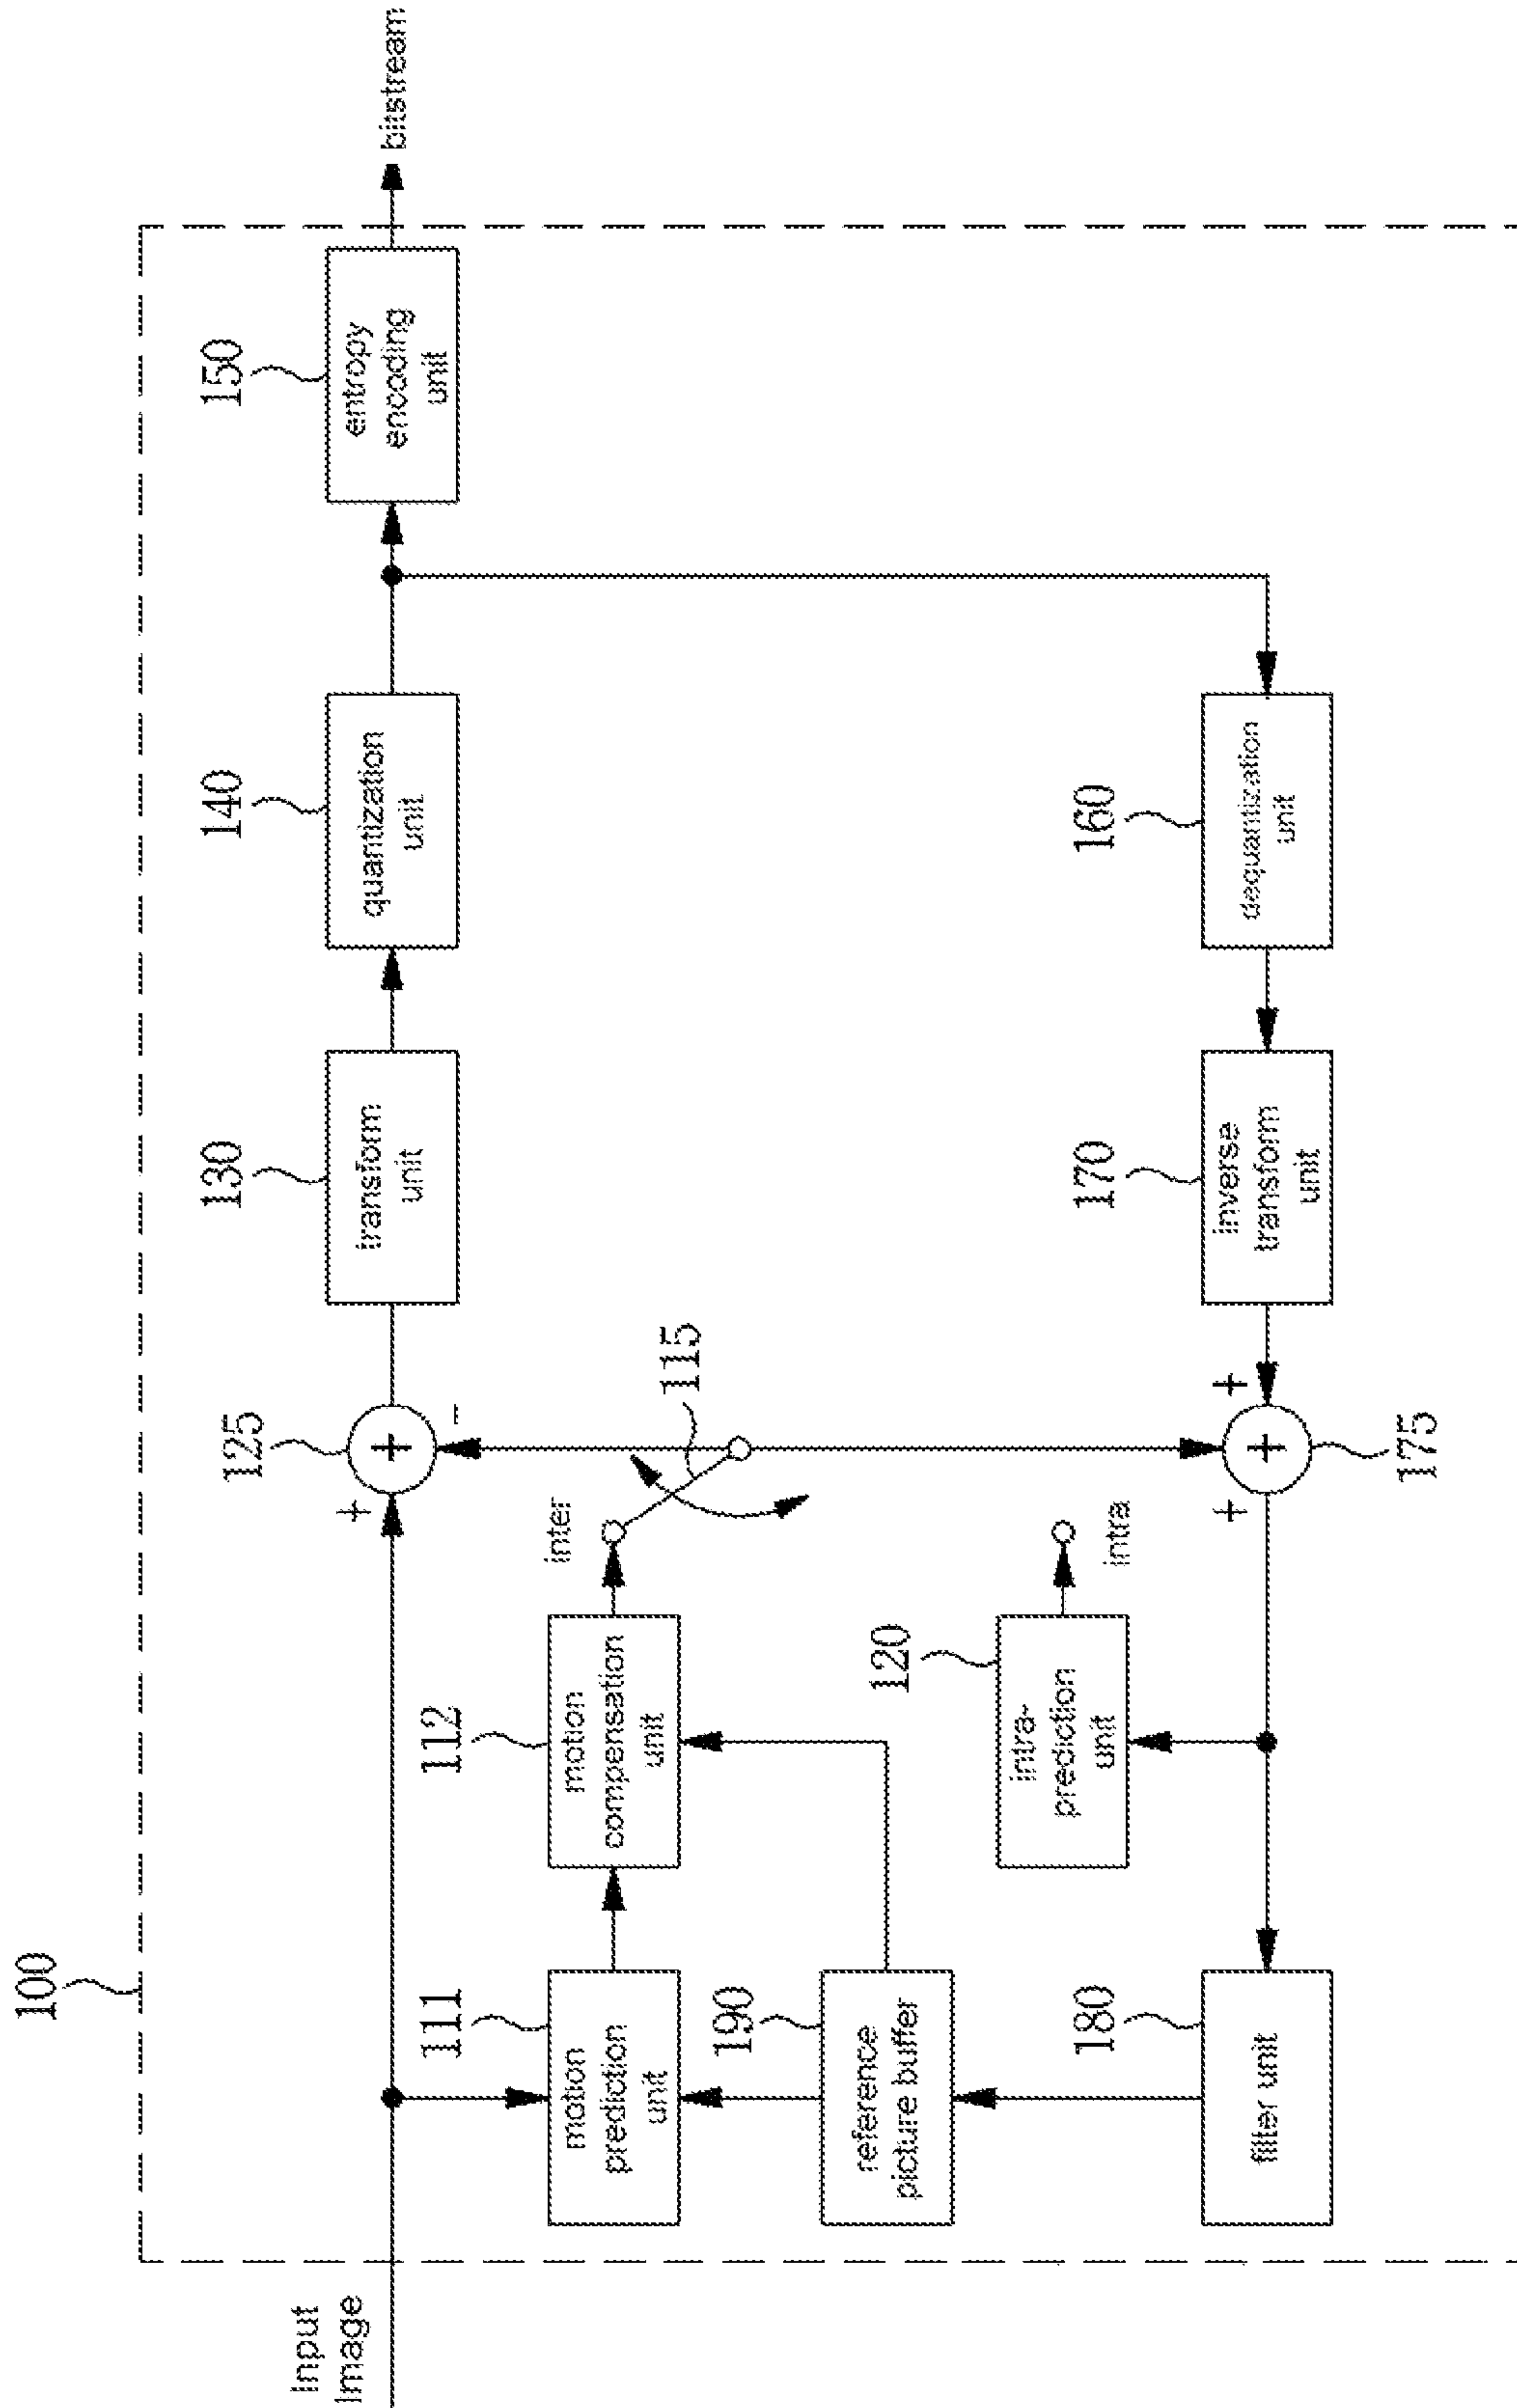 100
Input
Image
125
+
+
-
130
transform
unit
140
quantization
unit
150
entropy
encoding
unit
bitstream
111
motion
prediction
unit
112
motion
compensation
unit
inter
115
190
reference
picture buffer
120
intra-
prediction
unit
intra
180
filter unit
+
+
+
175
170
inverse
transform
unit
160
dequantization
unit